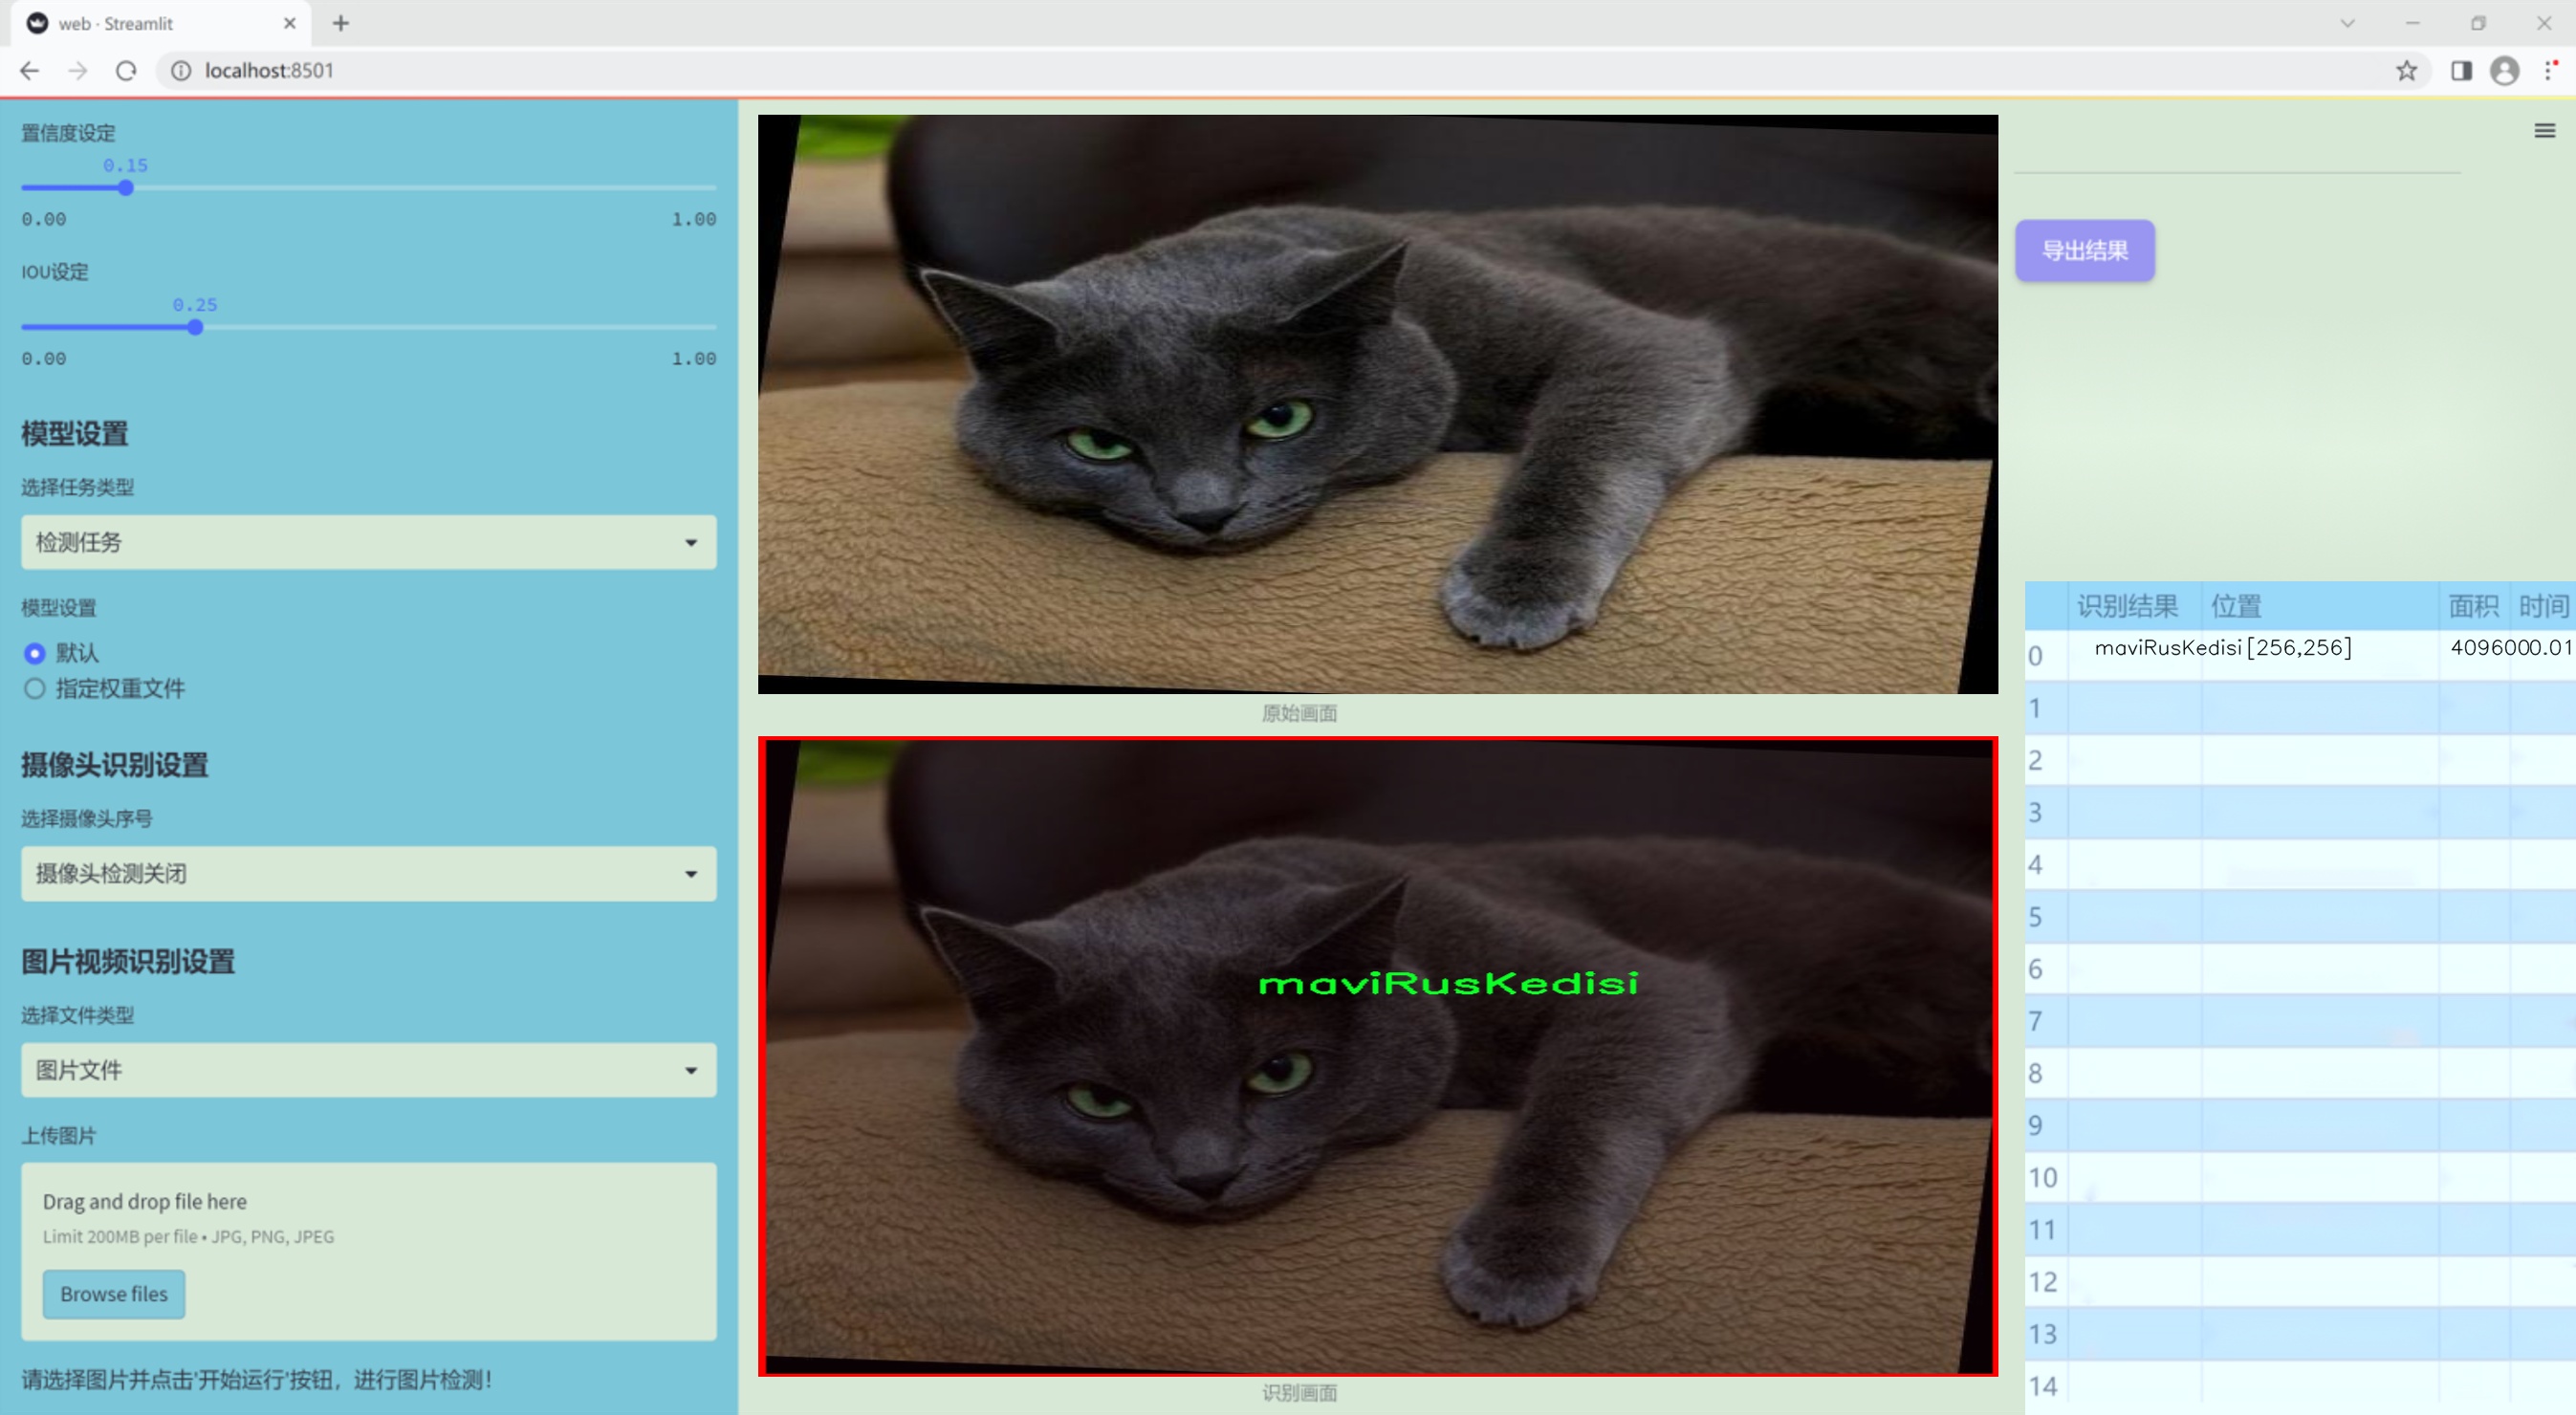 web · Streamlit
localhost:8501
置信度设定
0.15
0.00 1.00
IOU设定
0.25
0.00 1.00
模型设置
选择任务类型
检测任务
模型设置
默认
指定权重文件
摄像头识别设置
选择摄像头序号
摄像头检测关闭
图片视频识别设置
选择文件类型
图片文件
上传图片
Drag and drop file here
Limit 200MB per file • JPG, PNG, JPEG
Browse files
请选择图片并点击'开始运行'按钮，进行图片检测!
原始画面
maviRusKedisi
识别画面
导出结果
识别结果 位置 面积 时间
0 maviRusKedisi [256,256] 4096000.01
1
2
3
4
5
6
7
8
9
10
11
12
13
14